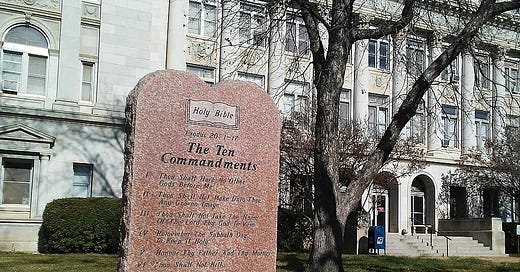 Holy Bible
Exodus 20:1-17
The Ten
Commandments
I Thou Shalt Have No Other
Gods Before Me
II Thou Shalt Not Make Unto Thee
Any Graven
III Thou Shalt Not Take The Name
Of The Lord Thy God In Vain
IV Remember The Sabbath Day
To Keep It Holy
V Honour Thy Father And Thy Mother
VI Thou Shalt Not Kill